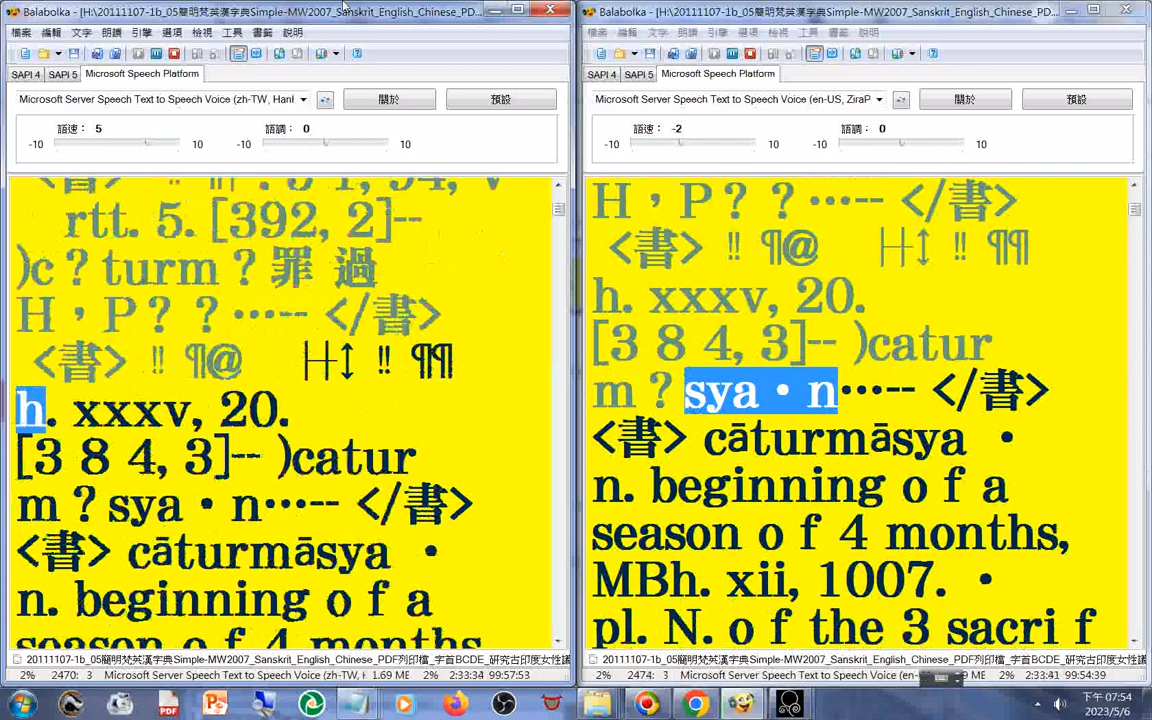 Balabolka - [H:\20111107-1b_05簡明梵英漢字典Simple-MW2007_Sanskrit_English_Chinese_PD...
檔案 編輯 文字 朗讀 引擎 選項 檢視 工具 書籤 說明
SAPI 4 SAPI 5 Microsoft Speech Platform
Microsoft Server Speech Text to Speech Voice (zh-TW, Hanl
關於 預設
語速： 5 語調： 0
-10 10 -10 10
rtt. 5. [392, 2]--
)c？turm？罪 過
H，P？？…-- </書>
<書> ‼ ¶@ H↨ ‼ ¶¶
h. xxxv, 20.
[3 8 4, 3]-- )catur
m？sya‧n…-- </書>
<書> cāturmāsya ‧
n. beginning o f a
season o f 4 months
20111107-1b_05簡明梵英漢字典Simple-MW2007_Sanskrit_English_Chinese_PDF列印檔_字首BCDE_研究古印度女性議
2% 2470: 3 Microsoft Server Speech Text to Speech Voice (zh-TW, H 1.69 MB 2% 2:33:34 99:57:53
Balabolka - [H:\20111107-1b_05簡明梵英漢字典Simple-MW2007_Sanskrit_English_Chinese_PD...
檔案 編輯 文字 朗讀 引擎 選項 檢視 工具 書籤 說明
SAPI 4 SAPI 5 Microsoft Speech Platform
Microsoft Server Speech Text to Speech Voice (en-US, ZiraP
關於 預設
語速： -2 語調： 0
-10 10 -10 10
H，P？？…-- </書>
<書> ‼ ¶@ H↨ ‼ ¶¶
h. xxxv, 20.
[3 8 4, 3]-- )catur
m？sya‧n…-- </書>
<書> cāturmāsya ‧
n. beginning o f a
season o f 4 months,
MBh. xii, 1007. ‧
pl. N. o f the 3 sacri f
20111107-1b_05簡明梵英漢字典Simple-MW2007_Sanskrit_English_Chinese_PDF列印檔_字首BCDE_研究古印度女性議
2% 2474: 3 Microsoft Server Speech Text to Speech Voice (en-US, Z 9 MB 2% 2:33:41 99:54:39
下午 07:54
2023/5/6